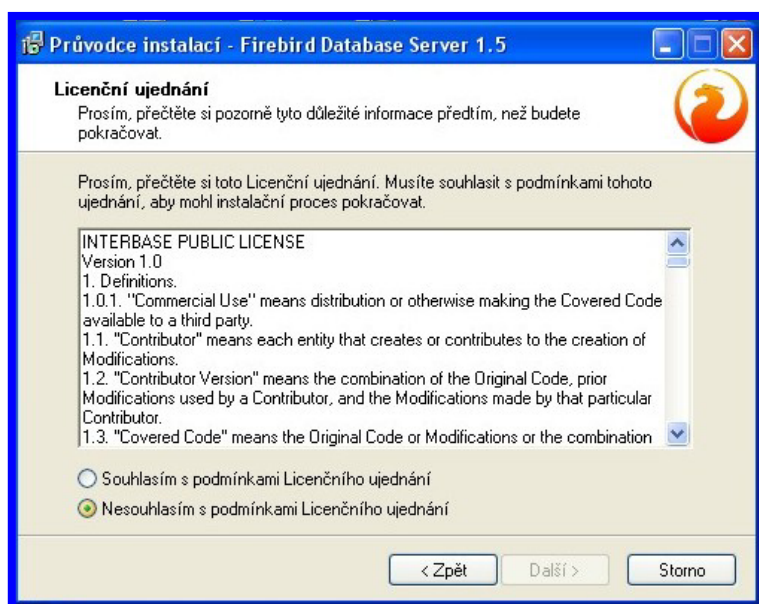 Průvodce instalací - Firebird Database Server 1.5
Licenční ujednání
Prosím, přečtěte si pozorně tyto důležité informace předtím, než budete
pokračovat.
Prosím, přečtěte si toto Licenční ujednání. Musíte souhlasit s podmínkami tohoto
ujednání, aby mohl instalační proces pokračovat.
INTERBASE PUBLIC LICENSE
Version 1.0
1. Definitions.
1.0.1. "Commercial Use" means distribution or otherwise making the Covered Code
available to a third party.
1.1. "Contributor" means each entity that creates or contributes to the creation of
Modifications.
1.2. "Contributor Version" means the combination of the Original Code, prior
Modifications used by a Contributor, and the Modifications made by that particular
Contributor.
1.3. "Covered Code" means the Original Code or Modifications or the combination
Souhlasím s podmínkami Licenčního ujednání
Nesouhlasím s podmínkami Licenčního ujednání
< Zpět Další > Storno